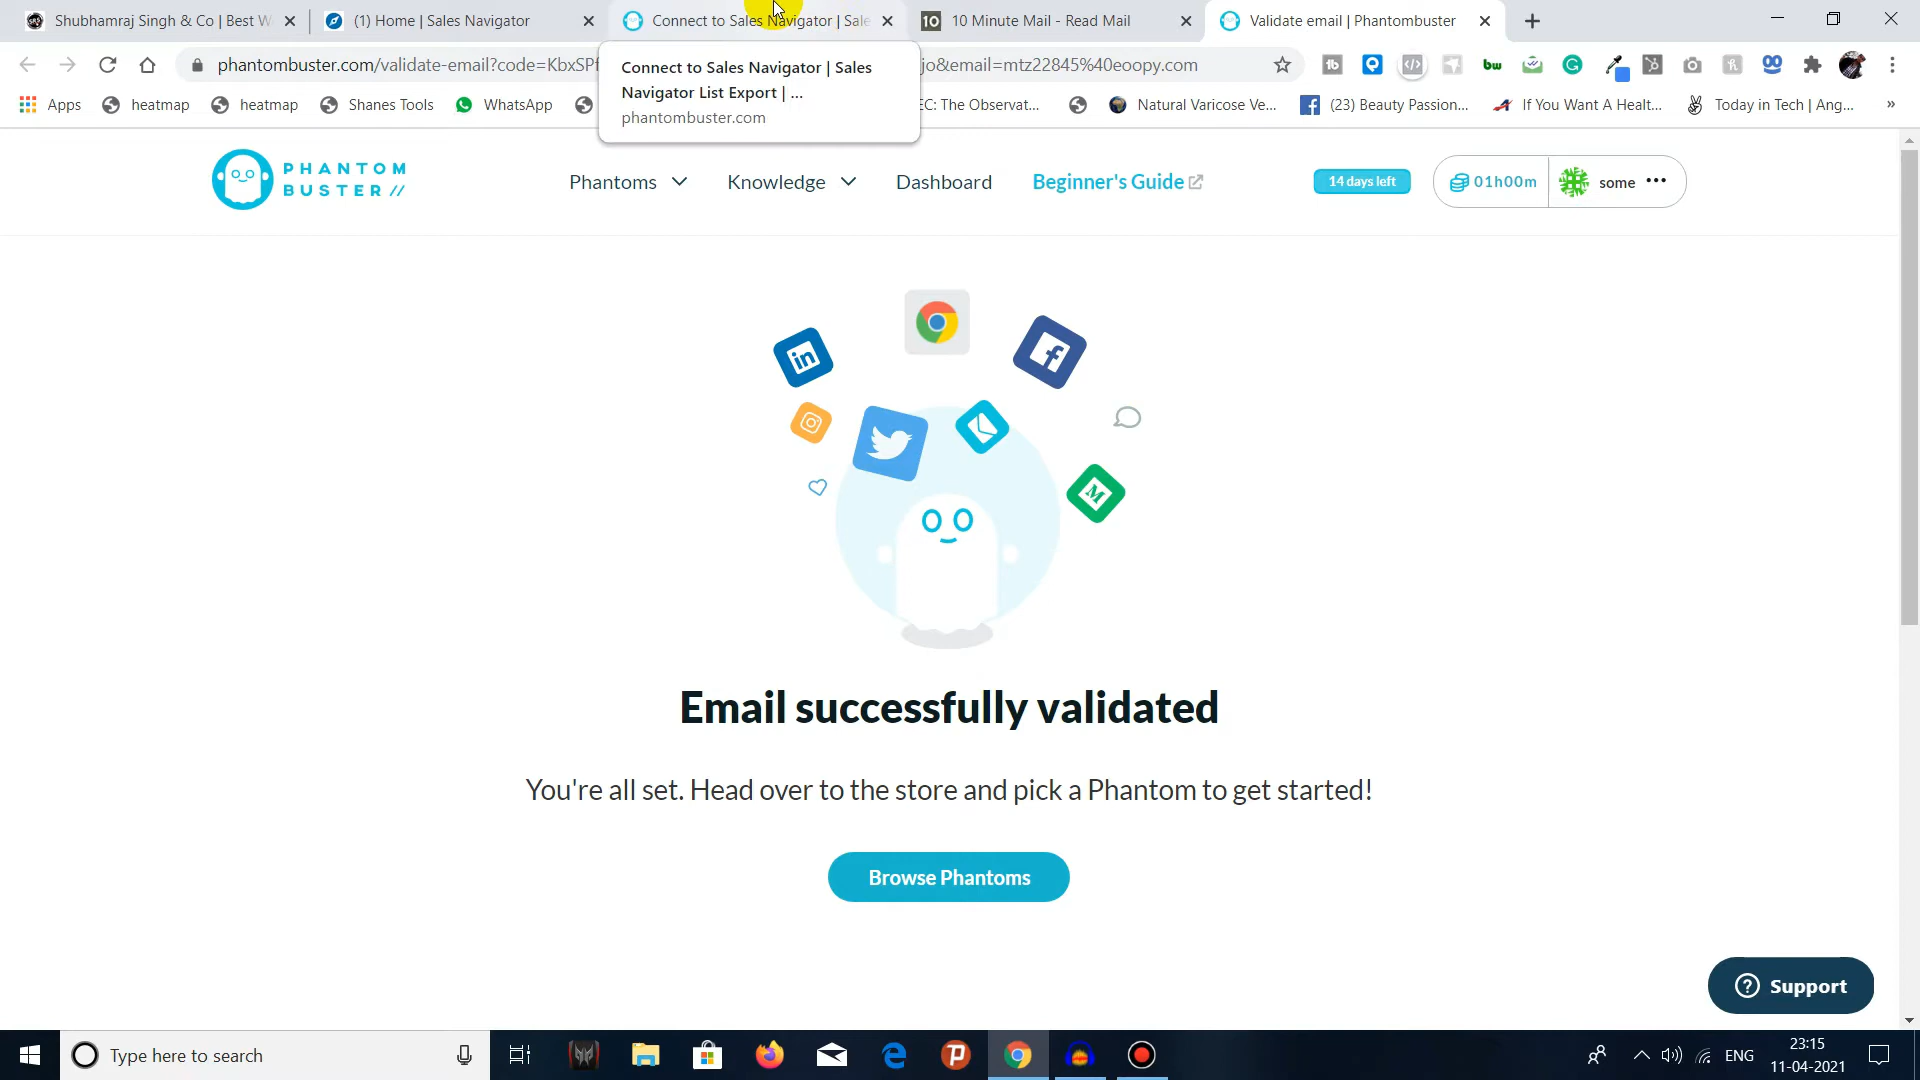 Shubhamraj Singh & Co | Best W
(1) Home | Sales Navigator
Connect to Sales Navigator | Sale
10 Minute Mail - Read Mail
Validate email | Phantombuster
phantombuster.com/validate-email?code=KbxSPf
jo&email=mtz22845%40eoopy.com
Connect to Sales Navigator | Sales
Navigator List Export | ...
phantombuster.com
Apps
heatmap
heatmap
Shanes Tools
WhatsApp
EC: The Observat...
Natural Varicose Ve...
(23) Beauty Passion...
If You Want A Healt...
Today in Tech | Ang...
»
PHANTOM
BUSTER //
Phantoms
Knowledge
Dashboard
Beginner's Guide
14 days left
01h00m
some
Email successfully validated
You're all set. Head over to the store and pick a Phantom to get started!
Browse Phantoms
Support
Type here to search
ENG
23:15
11-04-2021